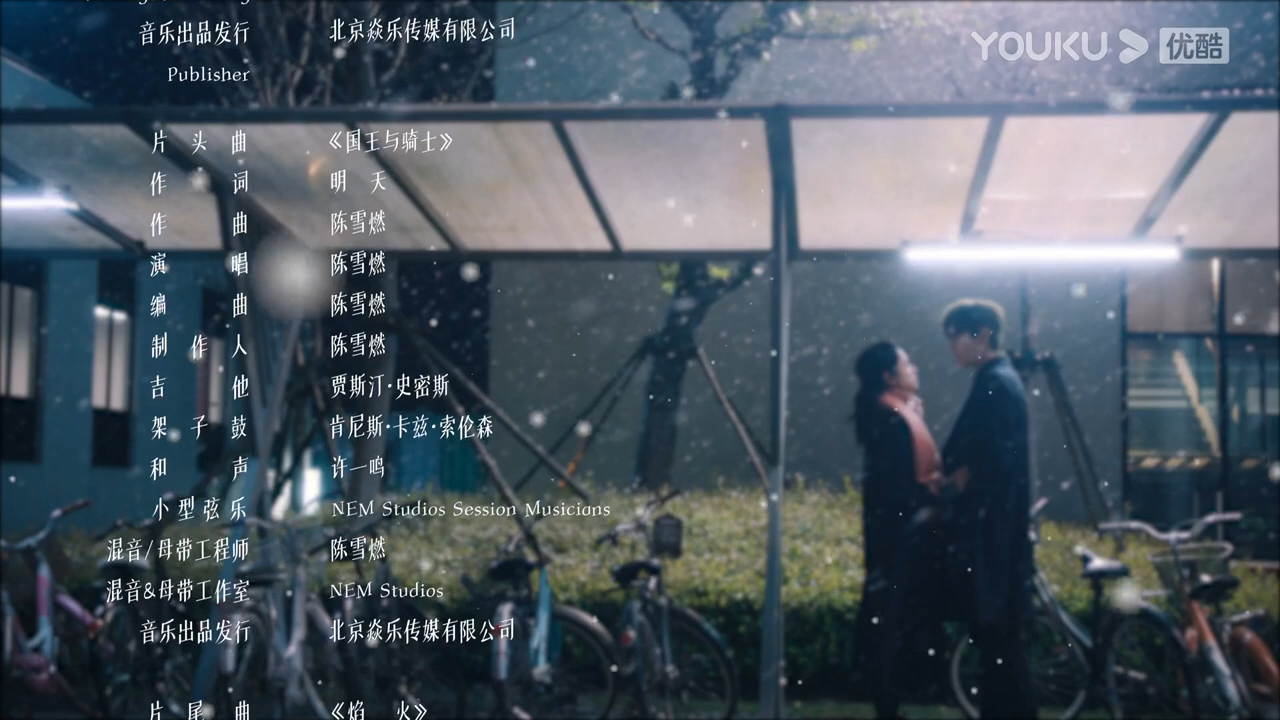 音乐出品发行 北京焱乐传媒有限公司
YOUKU 优酷
Publisher
片头曲 《国王与骑士》
作词 明天
作曲 陈雪燃
演唱 陈雪燃
编曲 陈雪燃
制作人 陈雪燃
吉他 贾斯汀·史密斯
架子鼓 肯尼斯·卡兹·索伦森
和声 许一鸣
小型弦乐 NEM Studios Session Musicians
混音/母带工程师 陈雪燃
混音&母带工作室 NEM Studios
音乐出品发行 北京焱乐传媒有限公司
片尾曲 《焰火》